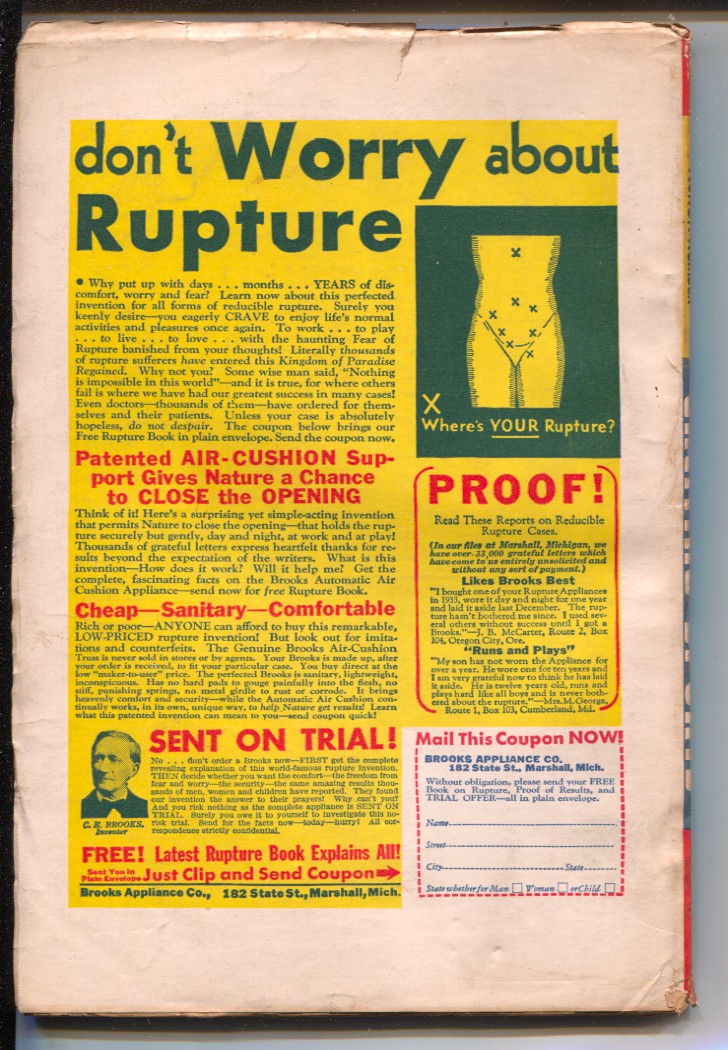 don't Worry about
Rupture
• Why put up with days . . . months . . . YEARS of dis-
comfort, worry and fear? Learn now about this perfected
invention for all forms of reducible rupture. Surely you
keenly desire—you eagerly CRAVE to enjoy life's normal
activities and pleasures once again. To work . . . to play
. . . to live . . . to love . . . with the haunting Fear of
Rupture banished from your thoughts! Literally thousands
of rupture sufferers have entered this Kingdom of Paradise
Regained. Why not you? Some wise man said, "Nothing
is impossible in this world"—and it is true, for where others
fail is where we have had our greatest success in many cases!
Even doctors—thousands of them—have ordered for them-
selves and their patients. Unless your case is absolutely
hopeless, do not despair. The coupon below brings our
Free Rupture Book in plain envelope. Send the coupon now.
X
Where's YOUR Rupture?
Patented AIR-CUSHION Sup-
port Gives Nature a Chance
to CLOSE the OPENING
Think of it! Here's a surprising yet simple-acting invention
that permits Nature to close the opening—that holds the rup-
ture securely but gently, day and night, at work and at play!
Thousands of grateful letters express heartfelt thanks for re-
sults beyond the expectation of the writers. What is this
invention—How does it work? Will it help me? Get the
complete, fascinating facts on the Brooks Automatic Air
Cushion Appliance—send now for free Rupture Book.
Cheap—Sanitary—Comfortable
Rich or poor—ANYONE can afford to buy this remarkable,
LOW-PRICED rupture invention! But look out for imita-
tions and counterfeits. The Genuine Brooks Air-Cushion
Truss is never sold in stores or by agents. Your Brooks is made up, after
your order is received, to fit your particular case. You buy direct at the
low "maker-to-user" price. The perfected Brooks is sanitary, lightweight,
inconspicuous. Has no hard pads to gouge painfully into the flesh, no
stiff, punishing springs, no metal girdle to rust or corrode. It brings
heavenly comfort and security—while the Automatic Air Cushion con-
tinually works, in its own, unique way, to help Nature get results! Learn
what this patented invention can mean to you—send coupon quick!
PROOF!
Read These Reports on Reducible
Rupture Cases.
(In our files at Marshall, Michigan, we
have over 33,000 grateful letters which
have come to us entirely unsolicited and
without any sort of payment.)
Likes Brooks Best
"I bought one of your Rupture Appliances
in 1933, wore it day and night for one year
and laid it aside last December. The rup-
ture hasn't bothered me since. I used sev-
eral others without success until I got a
Brooks."—J. B. McCarter, Route 2, Box
104, Oregon City, Ore.
"Runs and Plays"
"My son has not worn the Appliance for
over a year. He wore one for ten years and
I am very grateful now to think he has laid
it aside. He is twelve years old, runs and
plays hard like all boys and is never both-
ered about the rupture."—Mrs. M. George,
Route 1, Box 103, Cumberland, Md.
SENT ON TRIAL!
No . . . don't order a Brooks now—FIRST get the complete
revealing explanation of this world-famous rupture invention,
THEN decide whether you want the comfort—the freedom from
fear and worry—the security—the same amazing results thou-
sands of men, women and children have reported. They found
our invention the answer to their prayers! Why can't you?
And you risk nothing as the complete appliance is SENT ON
TRIAL. Surely you owe it to yourself to investigate this no-
risk trial. Send for the facts now—today—hurry! All cor-
respondence strictly confidential.
C. E. BROOKS,
Inventor
FREE! Latest Rupture Book Explains All!
Sent You in
Plain Envelope
Just Clip and Send Coupon
Brooks Appliance Co., 182 State St., Marshall, Mich.
Mail This Coupon NOW!
BROOKS APPLIANCE CO.
182 State St., Marshall, Mich.
Without obligation, please send your FREE
Book on Rupture, Proof of Results, and
TRIAL OFFER—all in plain envelope.
Name
Street
City State
State whether for Man □ Woman □ or Child □